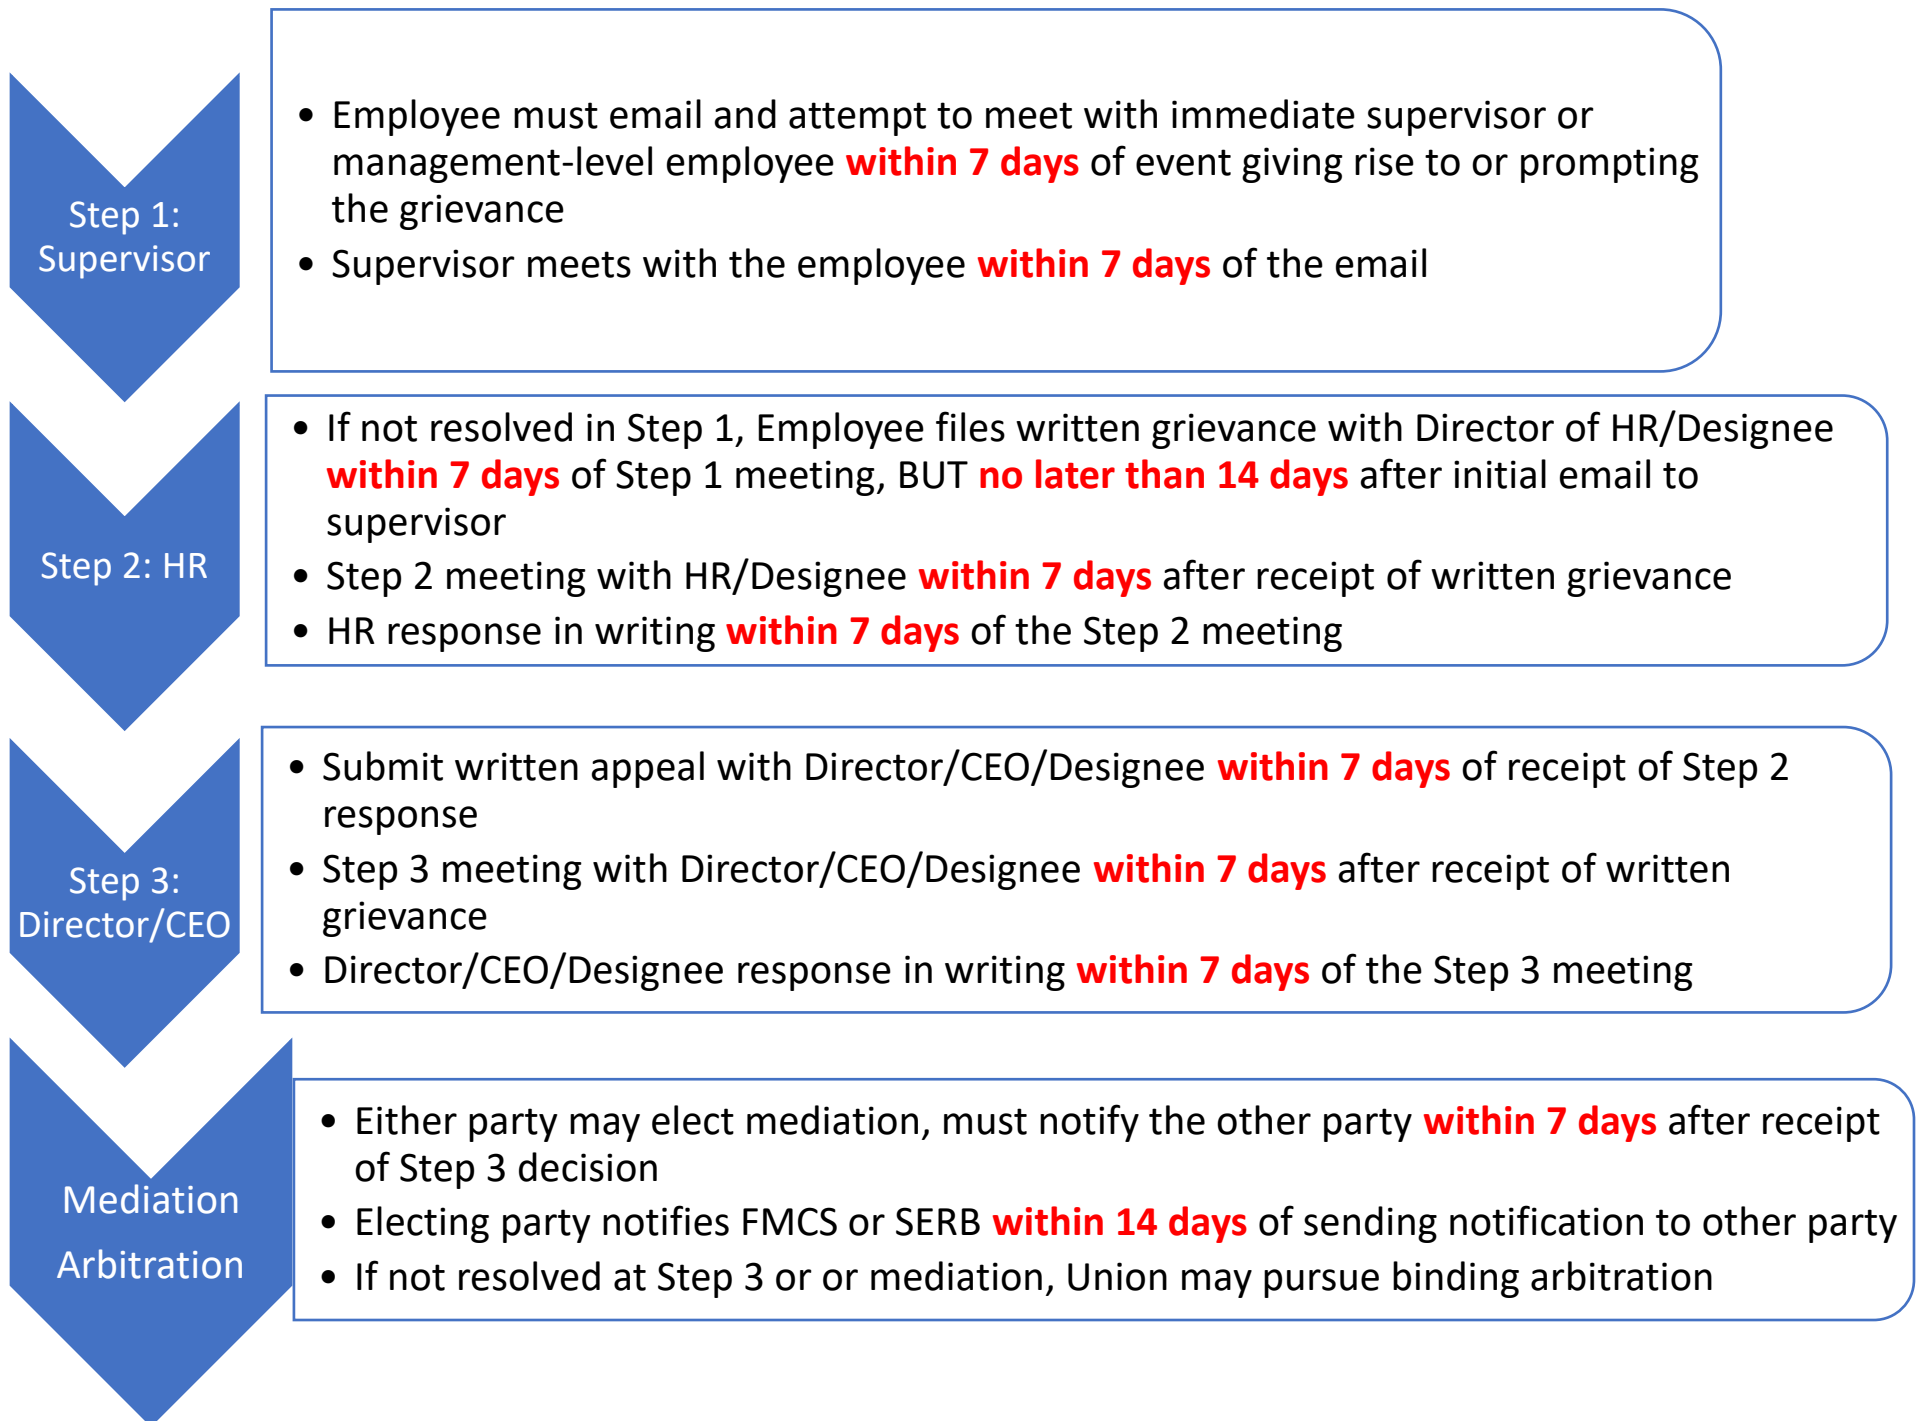 Step 1:
Supervisor
• Employee must email and attempt to meet with immediate supervisor or
management-level employee within 7 days of event giving rise to or prompting
the grievance
• Supervisor meets with the employee within 7 days of the email
Step 2: HR
• If not resolved in Step 1, Employee files written grievance with Director of HR/Designee
within 7 days of Step 1 meeting, BUT no later than 14 days after initial email to
supervisor
• Step 2 meeting with HR/Designee within 7 days after receipt of written grievance
• HR response in writing within 7 days of the Step 2 meeting
Step 3:
Director/CEO
• Submit written appeal with Director/CEO/Designee within 7 days of receipt of Step 2
response
• Step 3 meeting with Director/CEO/Designee within 7 days after receipt of written
grievance
• Director/CEO/Designee response in writing within 7 days of the Step 3 meeting
Mediation
Arbitration
• Either party may elect mediation, must notify the other party within 7 days after receipt
of Step 3 decision
• Electing party notifies FMCS or SERB within 14 days of sending notification to other party
• If not resolved at Step 3 or or mediation, Union may pursue binding arbitration